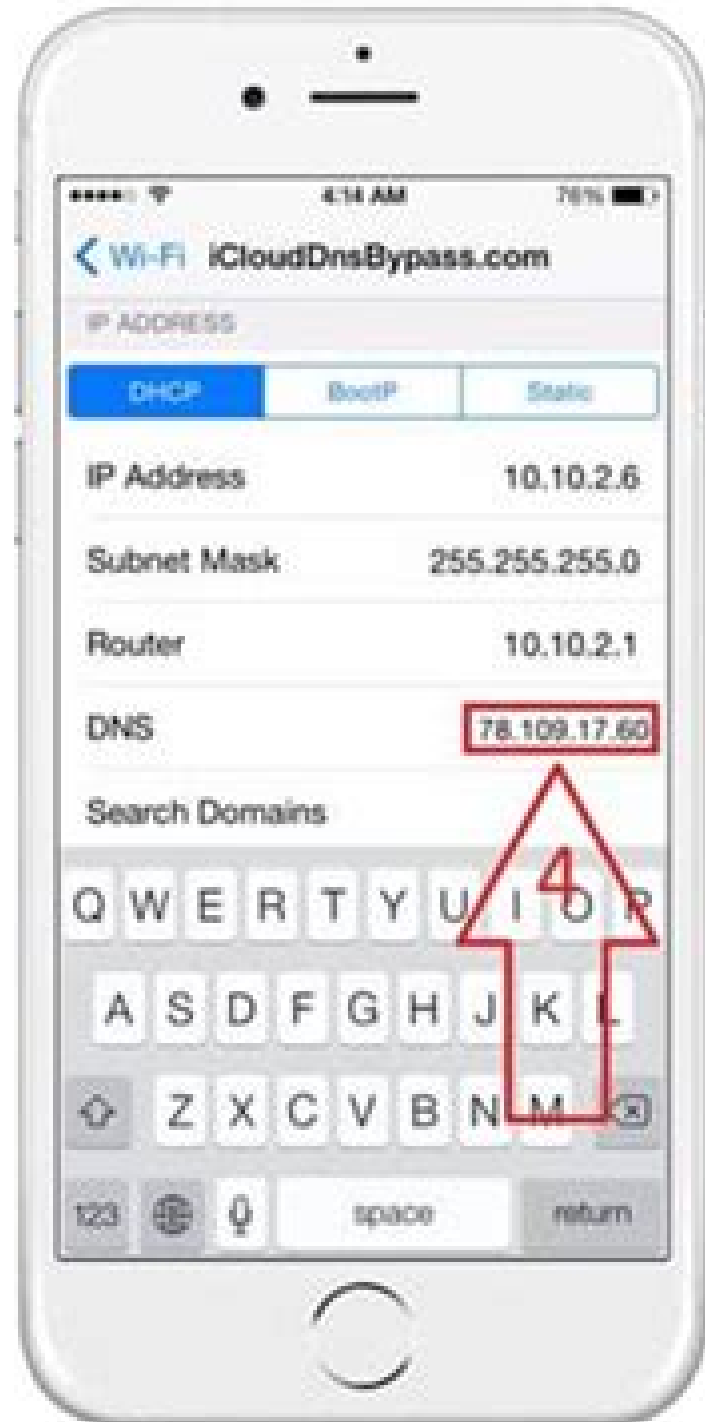 4:14 AM 76%
Wi-Fi iCloudDnsBypass.com
IP ADDRESS
DHCP BootP Static
IP Address 10.10.2.6
Subnet Mask 255.255.255.0
Router 10.10.2.1
DNS 78.109.17.60
Search Domains
4
Q W E R T Y U I O P
A S D F G H J K L
Z X C V B N M
123 space return